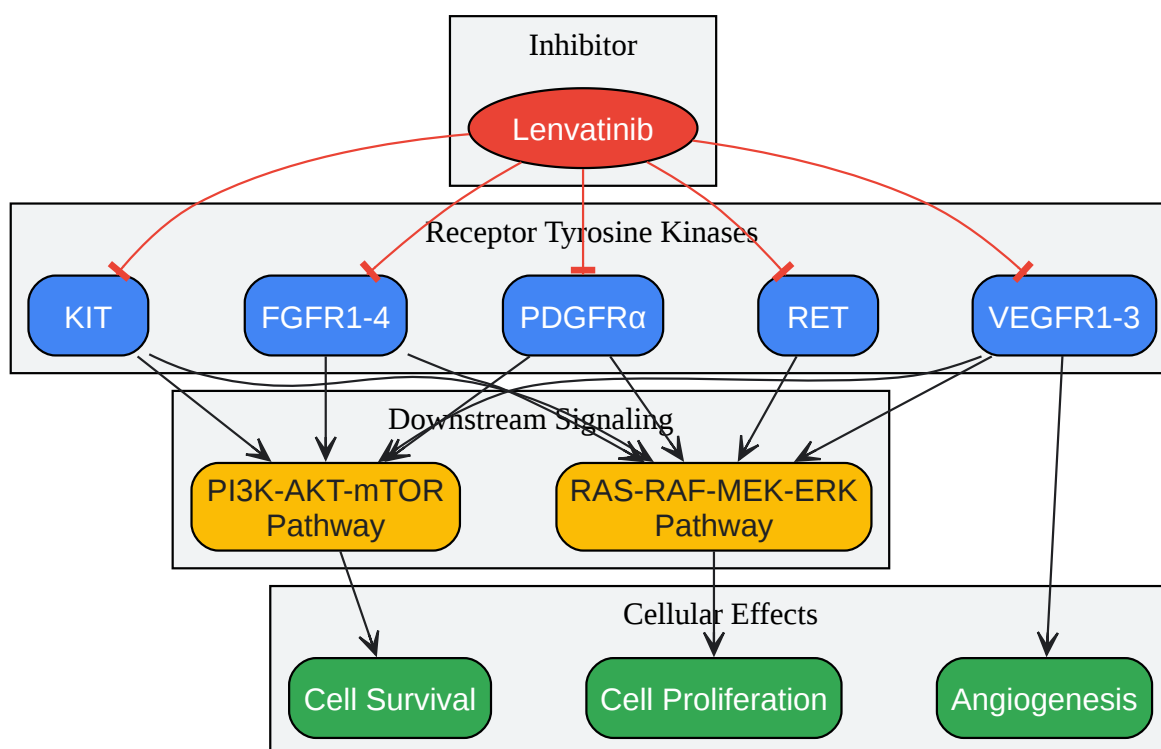 Inhibitor
Lenvatinib
Receptor Tyrosine Kinases
KIT
FGFR1-4
PDGFRα
RET
VEGFR1-3
Downstream Signaling
PI3K-AKT-mTOR
Pathway
RAS-RAF-MEK-ERK
Pathway
Cellular Effects
Cell Survival
Cell Proliferation
Angiogenesis